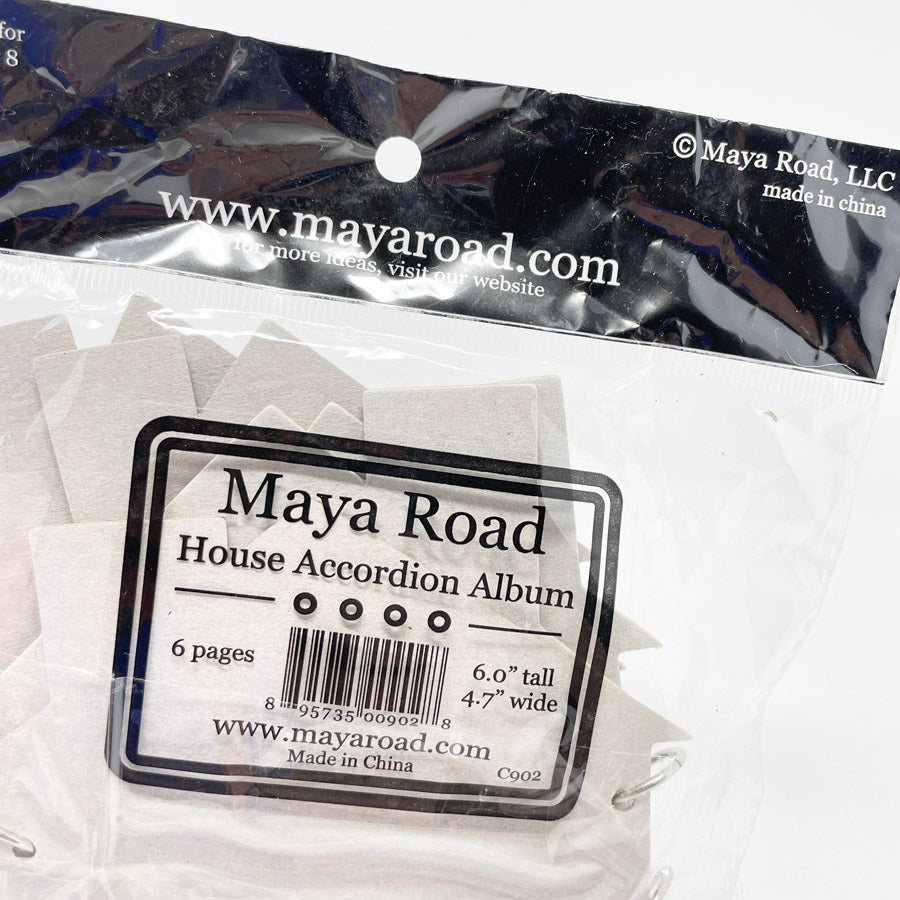 for
8
© Maya Road, LLC
made in china
www.mayaroad.com
for more ideas, visit our website
Maya Road
House Accordion Album
6 pages
6.0” tall
4.7” wide
8 95735 00902 8
www.mayaroad.com
Made in China
C902